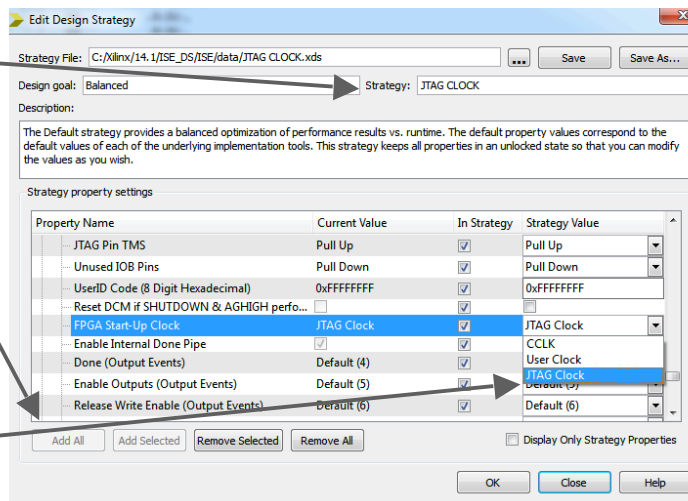 Edit Design Strategy
Strategy File: C:/Xilinx/14.1/ISE_DS/ISE/data/JTAG CLOCK.xds ... Save Save As...
Design goal: Balanced Strategy: JTAG CLOCK
Description:
The Default strategy provides a balanced optimization of performance results vs. runtime. The default property values correspond to the
default values of each of the underlying implementation tools. This strategy keeps all properties in an unlocked state so that you can modify
the values as you wish.
Strategy property settings
Property Name Current Value In Strategy Strategy Value
JTAG Pin TMS Pull Up Pull Up
Unused IOB Pins Pull Down Pull Down
UserID Code (8 Digit Hexadecimal) 0xFFFFFFFF 0xFFFFFFFF
Reset DCM if SHUTDOWN & AGHIGH perfo...
FPGA Start-Up Clock JTAG Clock JTAG Clock
Enable Internal Done Pipe CCLK
User Clock
Done (Output Events) Default (4) JTAG Clock
Enable Outputs (Output Events) Default (5) Default (5)
Release Write Enable (Output Events) Default (6) Default (6)
Add All Add Selected Remove Selected Remove All Display Only Strategy Properties
OK Close Help